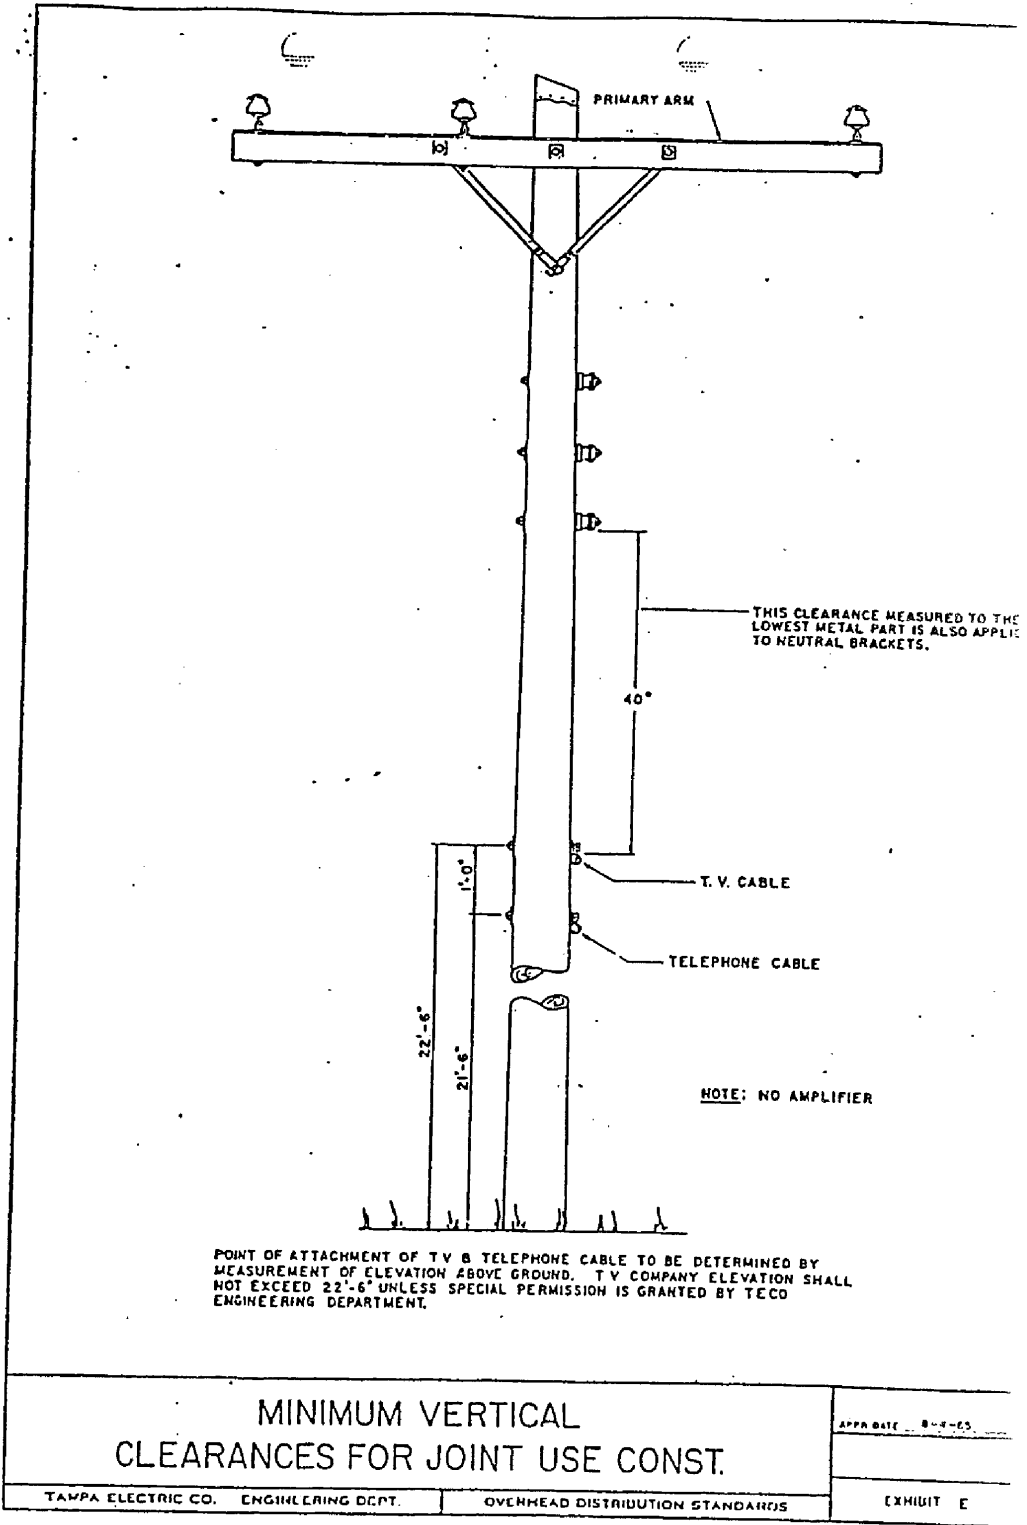 PRIMARY ARM
THIS CLEARANCE MEASURED TO THE
LOWEST METAL PART IS ALSO
TO NEUTRAL BRACKETS.
40"
1'-0"
T. V. CABLE
TELEPHONE CABLE
22'-6"
21'-6"
NOTE: NO AMPLIFIER
POINT OF ATTACHMENT OF T V & TELEPHONE CABLE TO BE DETERMINED BY
MEASUREMENT OF ELEVATION ABOVE GROUND. T V COMPANY ELEVATION SHALL
NOT EXCEED 22'-6" UNLESS SPECIAL PERMISSION IS GRANTED BY TECO
ENGINEERING DEPARTMENT.
MINIMUM VERTICAL
CLEARANCES FOR JOINT USE CONST.
APPR DATE
TAMPA ELECTRIC CO. ENGINEERING DEPT.
OVERHEAD DISTRIBUTION STANDARDS
EXHIBIT E